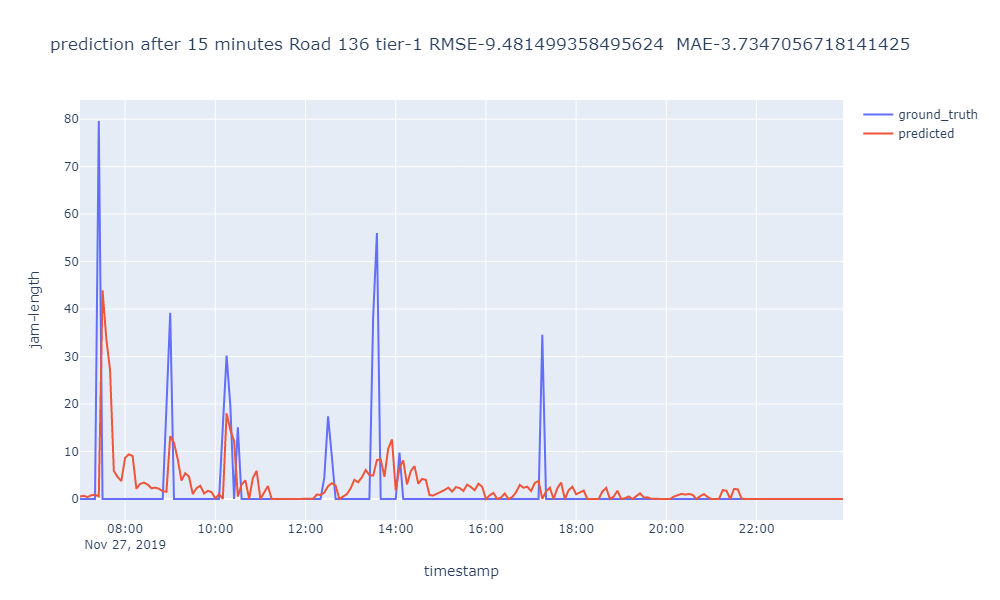 prediction after 15 minutes Road 136 tier-1 RMSE-9.481499358495624  MAE-3.7347056718141425
ground_truth
predicted
80
70
60
50
40
30
20
10
0
jam-length
08:00
10:00
12:00
14:00
16:00
18:00
20:00
22:00
Nov 27, 2019
timestamp